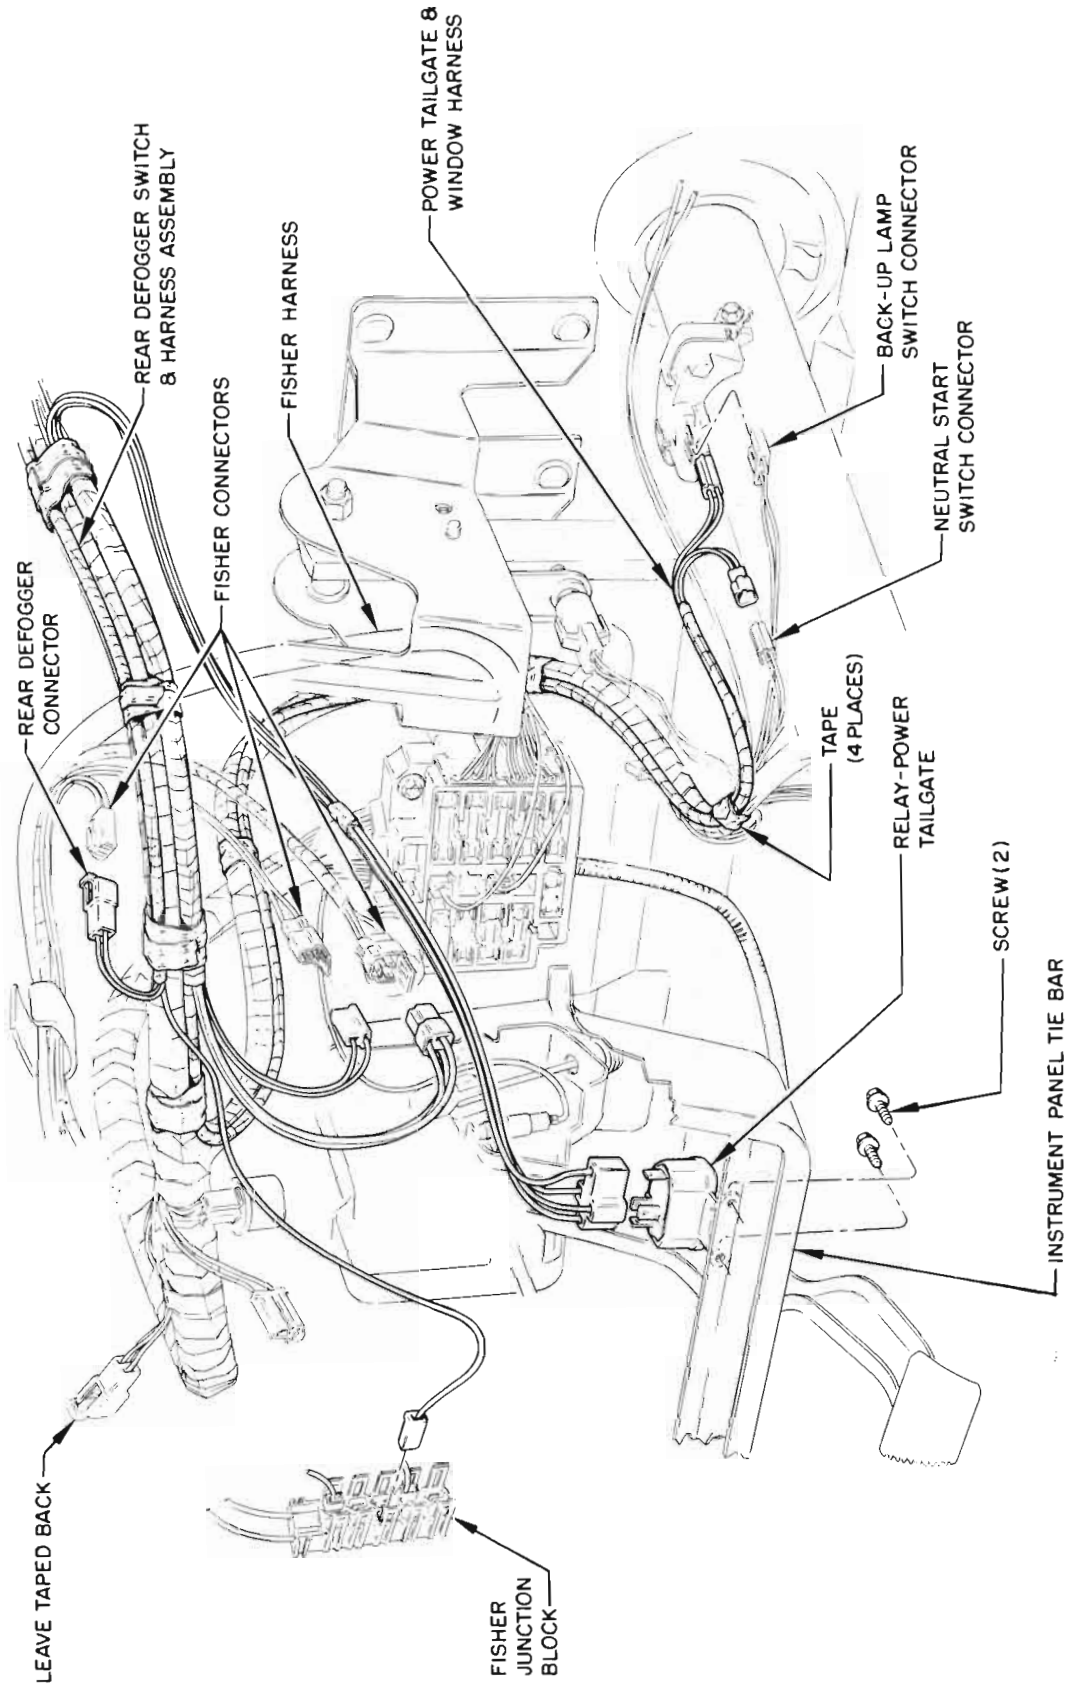 LEAVE TAPED BACK
REAR DEFOGGER
CONNECTOR
REAR DEFOGGER SWITCH
& HARNESS ASSEMBLY
FISHER CONNECTORS
FISHER HARNESS
POWER TAILGATE &
WINDOW HARNESS
FISHER
JUNCTION
BLOCK
TAPE
(4 PLACES)
BACK-UP LAMP
SWITCH CONNECTOR
NEUTRAL START
SWITCH CONNECTOR
RELAY-POWER
TAILGATE
SCREW (2)
INSTRUMENT PANEL TIE BAR